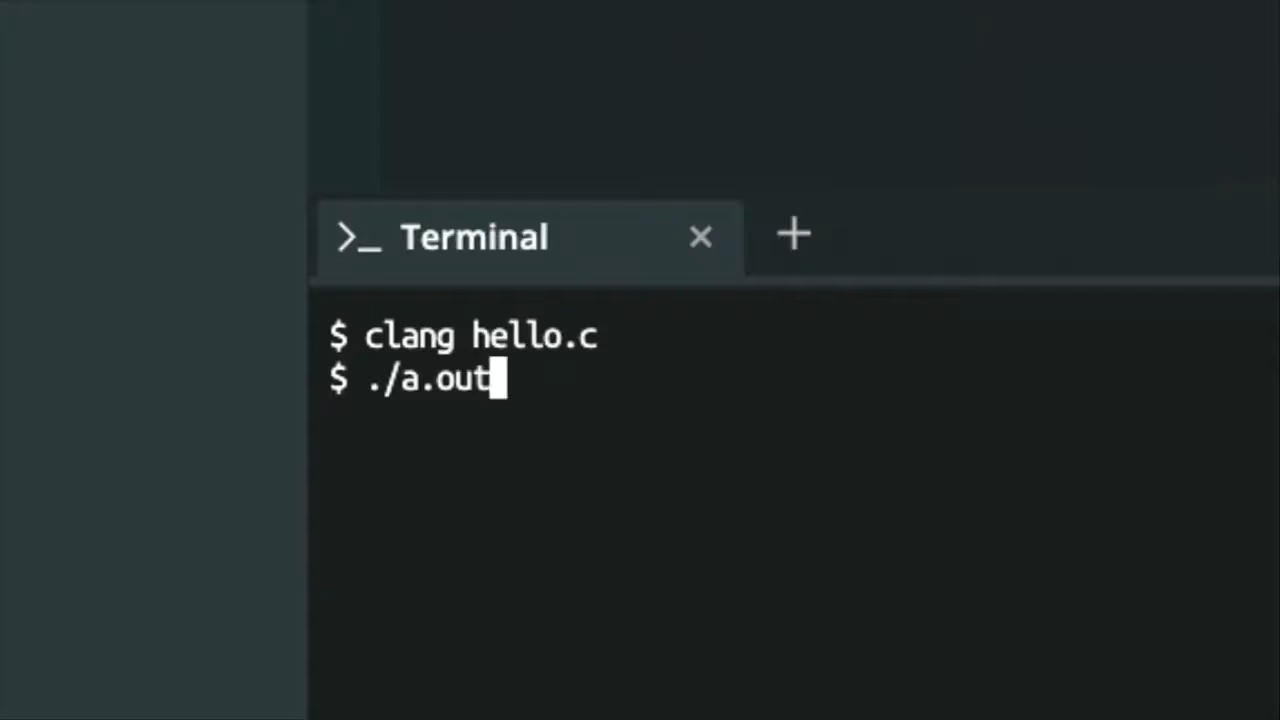 >_ Terminal × +
$ clang hello.c
$ ./a.out